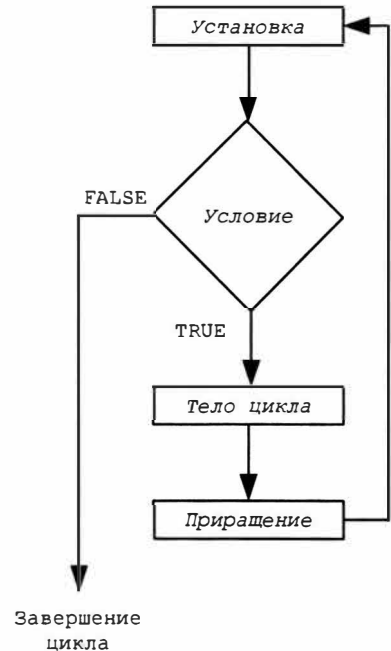 Установка
FALSE
Условие
TRUE
Тело цикла
Приращение
Завершение
цикла